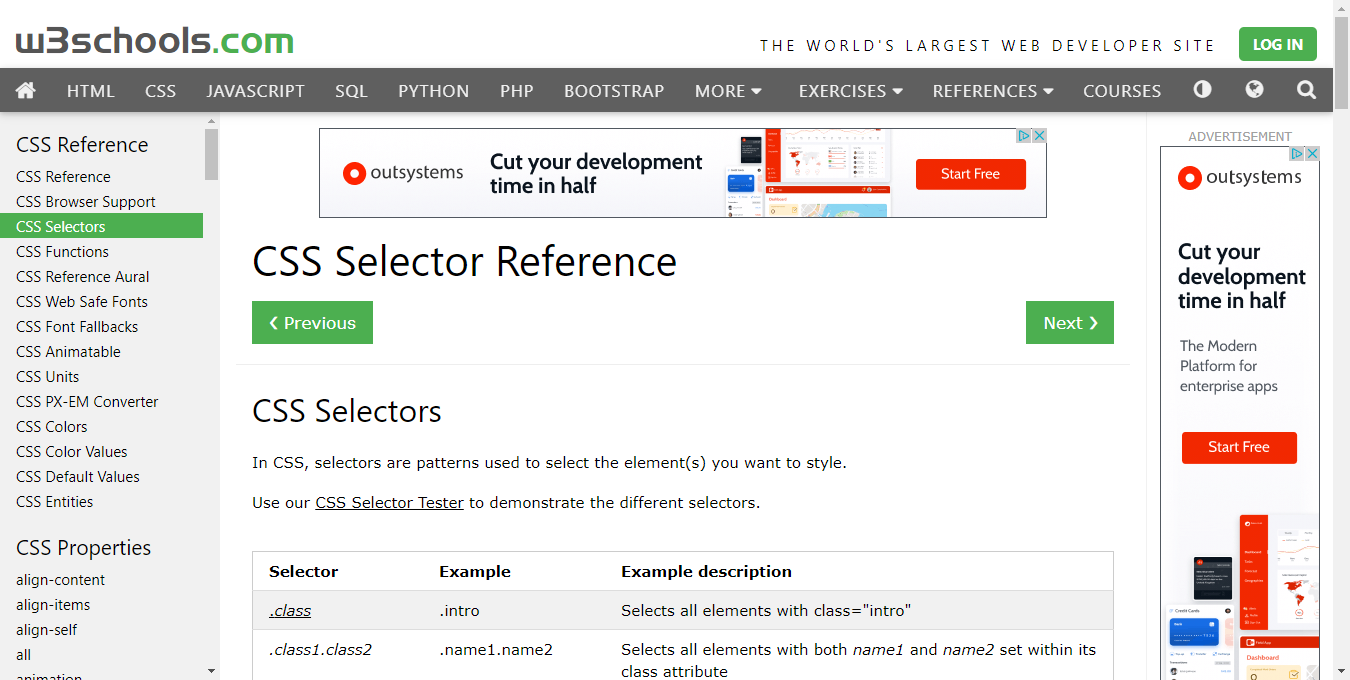 w3schools.com
THE WORLD'S LARGEST WEB DEVELOPER SITE
LOG IN
HTML CSS JAVASCRIPT SQL PYTHON PHP BOOTSTRAP MORE EXERCISES REFERENCES COURSES
CSS Reference
CSS Reference
CSS Browser Support
CSS Selectors
CSS Functions
CSS Reference Aural
CSS Web Safe Fonts
CSS Font Fallbacks
CSS Animatable
CSS Units
CSS PX-EM Converter
CSS Colors
CSS Color Values
CSS Default Values
CSS Entities
CSS Properties
align-content
align-items
align-self
all
animation
outsystems
Cut your development
time in half
Start Free
CSS Selector Reference
❮ Previous
Next ❯
CSS Selectors
In CSS, selectors are patterns used to select the element(s) you want to style.
Use our CSS Selector Tester to demonstrate the different selectors.
Selector Example Example description
.class .intro Selects all elements with class="intro"
.class1.class2 .name1.name2 Selects all elements with both name1 and name2 set within its
class attribute
ADVERTISEMENT
outsystems
Cut your
development
time in half
The Modern
Platform for
enterprise apps
Start Free
Credit Cards
Dashboard